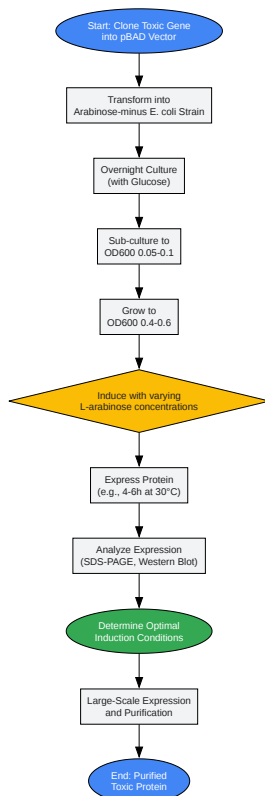 Start: Clone Toxic Gene
into pBAD Vector
Transform into
Arabinose-minus E. coli Strain
Overnight Culture
(with Glucose)
Sub-culture to
OD600 0.05-0.1
Grow to
OD600 0.4-0.6
Induce with varying
L-arabinose concentrations
Express Protein
(e.g., 4-6h at 30°C)
Analyze Expression
(SDS-PAGE, Western Blot)
Determine Optimal
Induction Conditions
Large-Scale Expression
and Purification
End: Purified
Toxic Protein